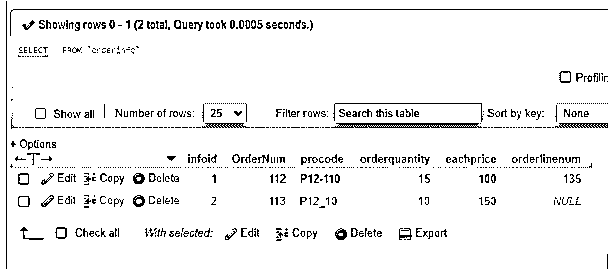 Showing rows 0 - 1 (2 total, Query took 0.0005 seconds.)
SELECT FROM `orderinfo`
Profilin
Show all Number of rows: 25 Filter rows: Search this table Sort by key: None
+ Options
←T→ infoid OrderNum procode orderquantity eachprice orderlinenum
Edit Copy Delete 1 112 P12-110 15 100
Edit Copy Delete 2 113 P12_10 150 NULL
Check all With selected: Edit Copy Delete Export